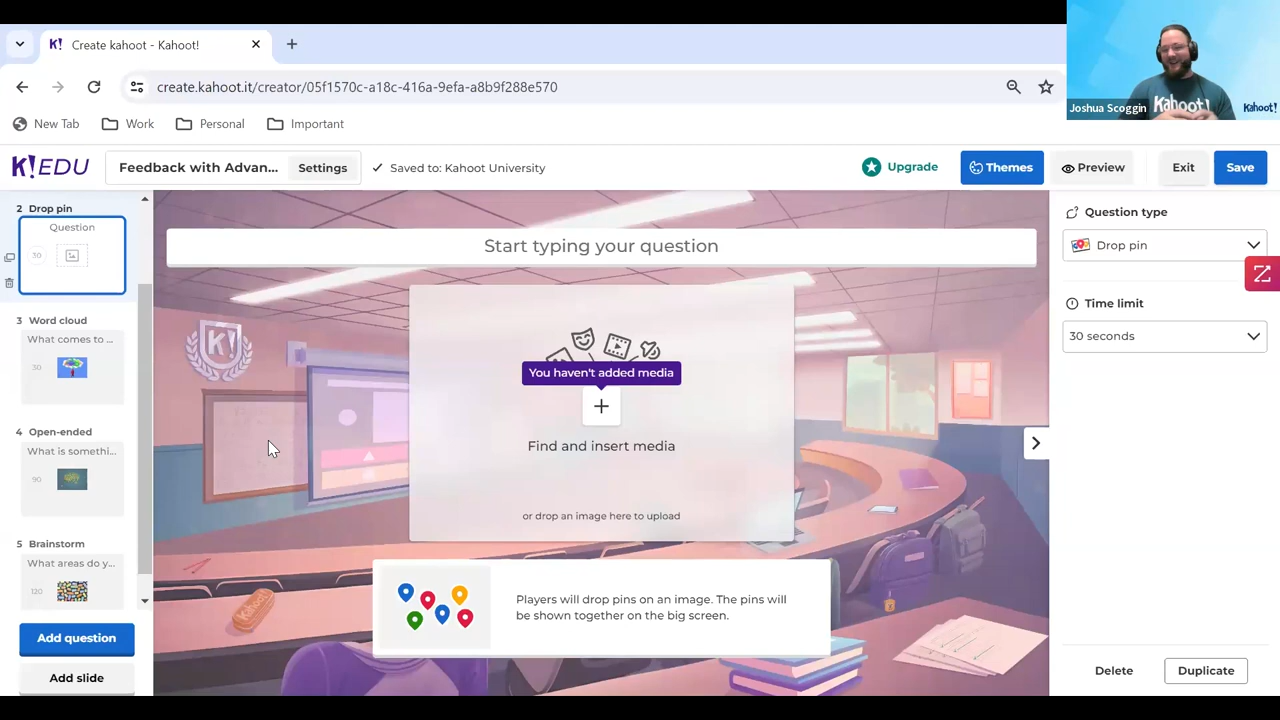 Create kahoot - Kahoot!
create.kahoot.it/creator/05f1570c-a18c-416a-9efa-a8b9f288e570
New Tab
Work
Personal
Important
Joshua Scoggin
Kahoot!
Kahoot!
K!EDU
Feedback with Advan...
Settings
Saved to: Kahoot University
Upgrade
Themes
Preview
Exit
Save
2 Drop pin
Question
30
3 Word cloud
What comes to ...
30
4 Open-ended
What is somethi...
90
5 Brainstorm
What areas do y...
120
Add question
Add slide
Start typing your question
K!
You haven't added media
Find and insert media
or drop an image here to upload
Players will drop pins on an image. The pins will
be shown together on the big screen.
Question type
Drop pin
Time limit
30 seconds
Delete
Duplicate